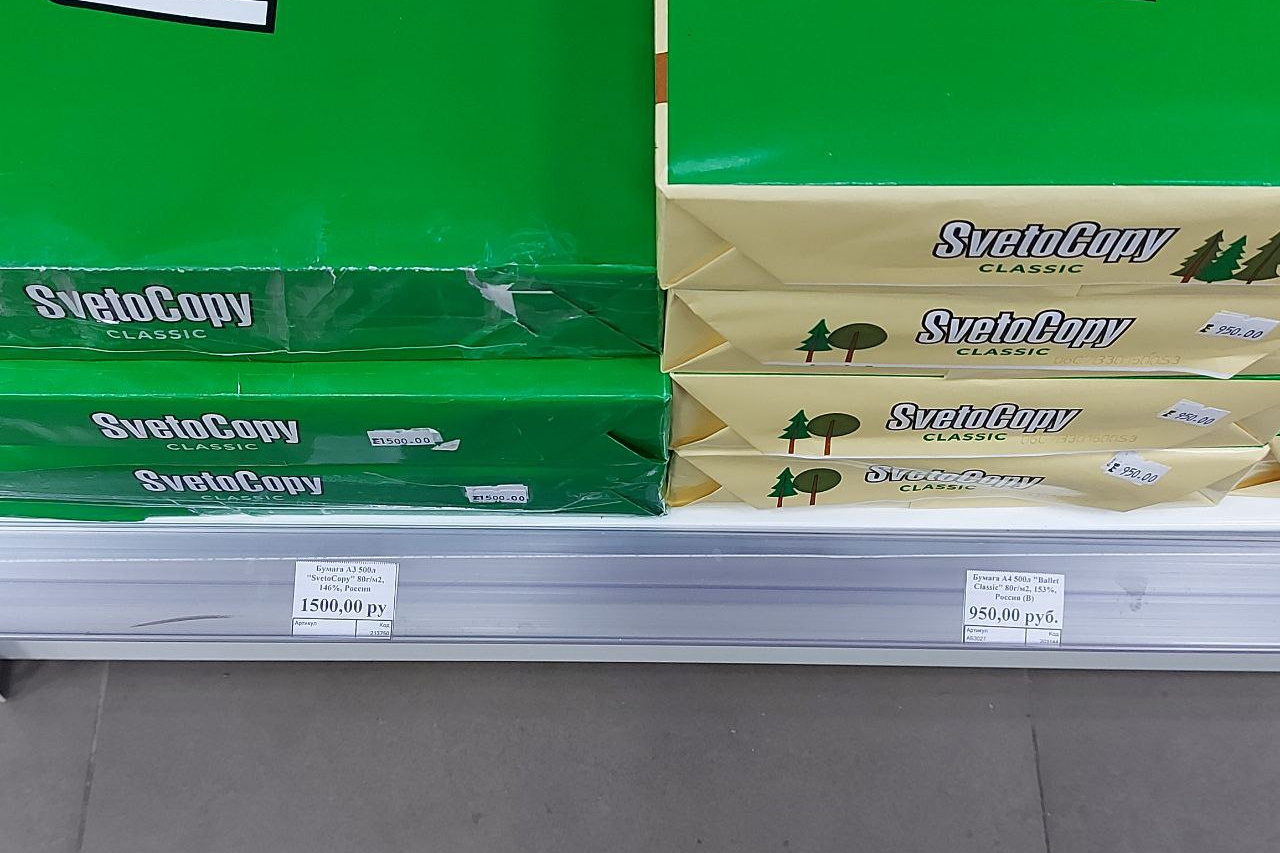 SvetoCopy
CLASSIC
SvetoCopy
CLASSIC
E1500.00
SvetoCopy
CLASSIC
E1500.00
SvetoCopy
CLASSIC
SvetoCopy
CLASSIC
E 950.00
SvetoCopy
CLASSIC
E 950.00
SvetoCopy
CLASSIC
E 950.00
Бумага А3 500л
"SvetoCopy" 80г/м2,
146%, Россия
1500,00 ру
Артикул Код
Бумага А4 500л "Ballet
Classic" 80г/м2, 153%,
Россия (В)
950,00 руб.
Артикул Код